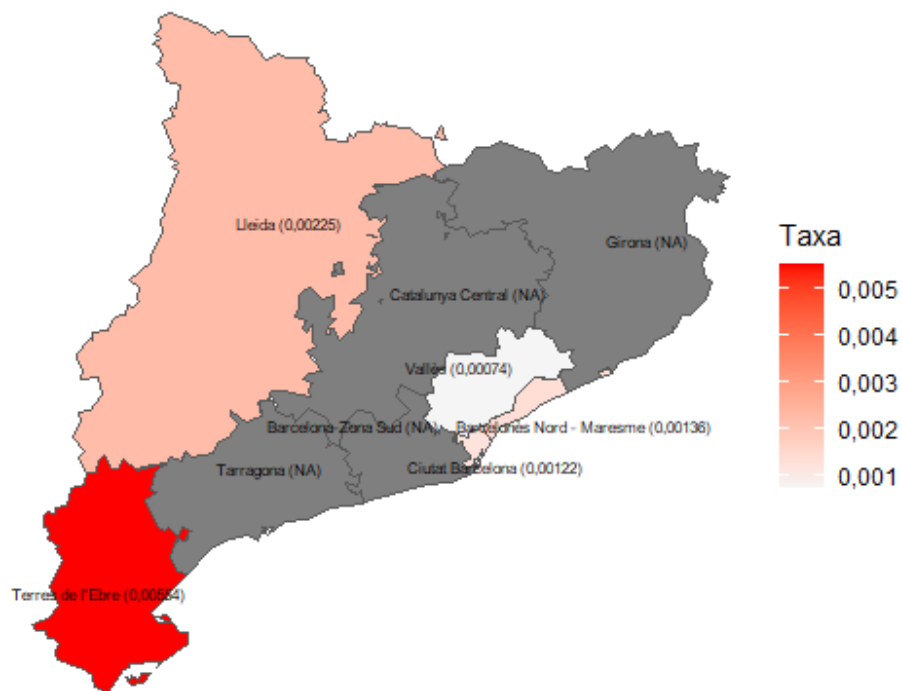 Lleida (0,00225)
Girona (NA)
Catalunya Central (NA)
Vallès (0,00074)
Barcelona-Zona Sud (NA)
Barcelonès Nord - Maresme (0,00136)
Tarragona (NA)
Ciutat Barcelona (0,00122)
Terres de l'Ebre (0,00554)
Taxa
0,005
0,004
0,003
0,002
0,001